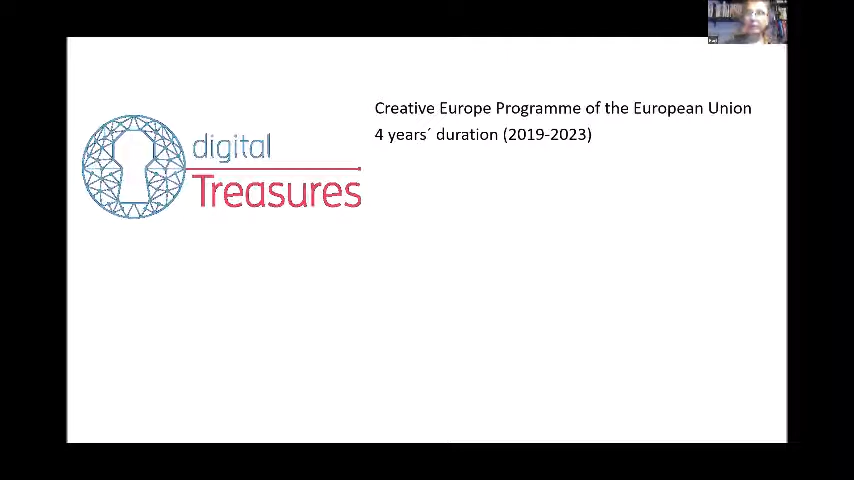 Creative Europe Programme of the European Union
4 years´ duration (2019-2023)
digital
Treasures